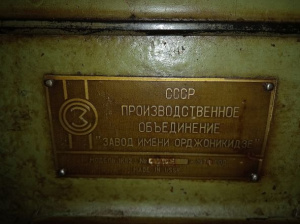 СССР
ПРОИЗВОДСТВЕННОЕ
ОБЪЕДИНЕНИЕ
"ЗАВОД ИМЕНИ ОРДЖОНИКИДЗЕ"